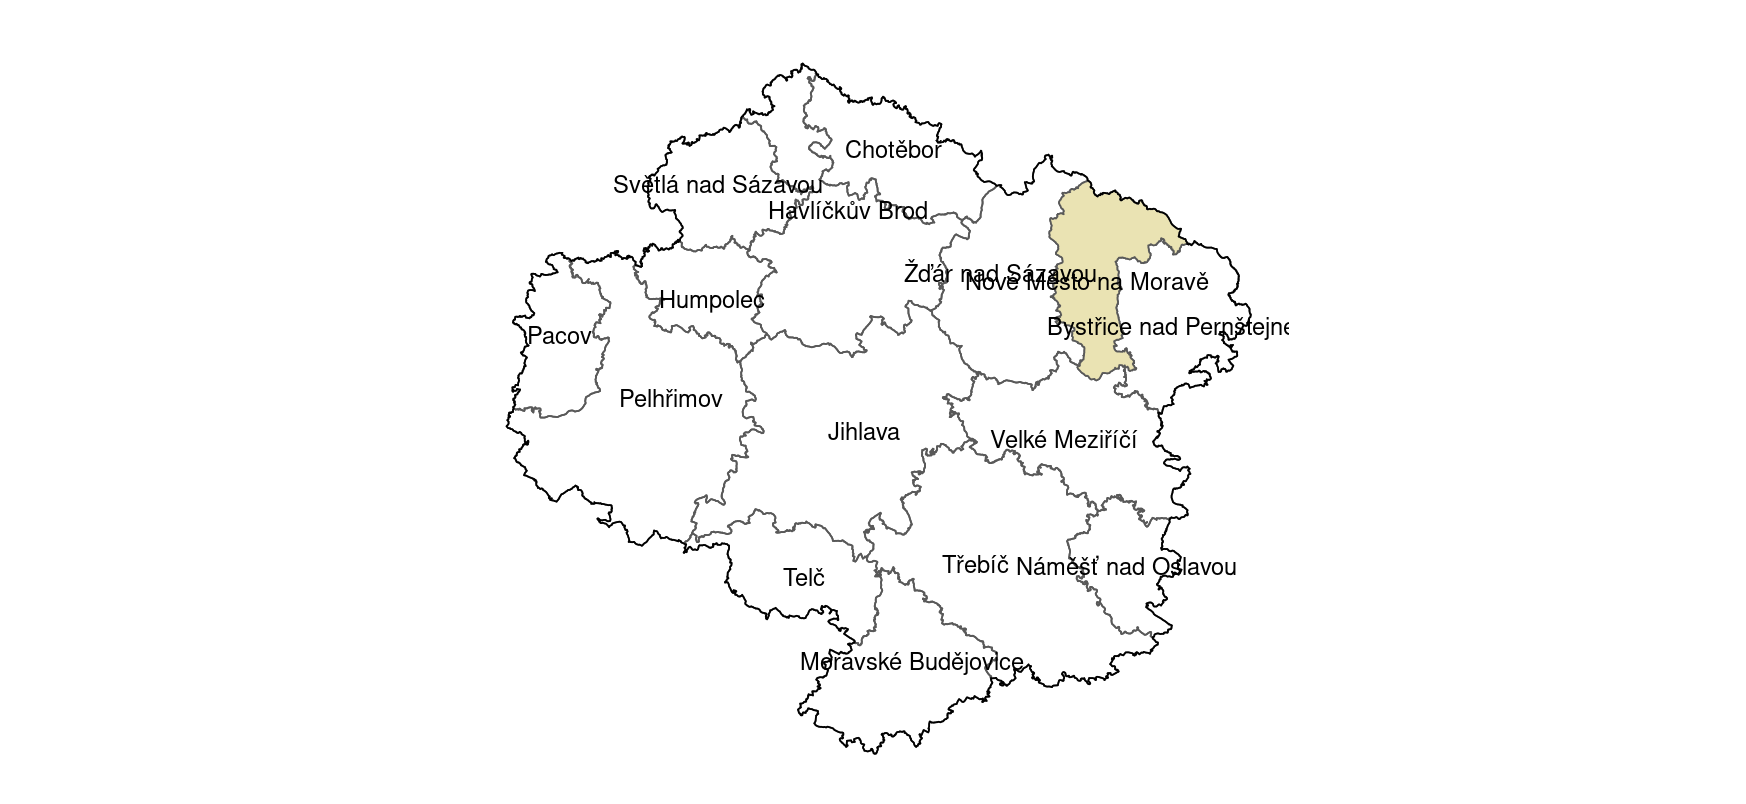 Chotěboř
Světlá nad Sázavou
Havlíčkův Brod
Žďár nad Sázavou
Nové Město na Moravě
Humpolec
Bystřice nad Pernštejne
Pacov
Pelhřimov
Jihlava
Velké Meziříčí
Třebíč
Náměšť nad Oslavou
Telč
Moravské Budějovice